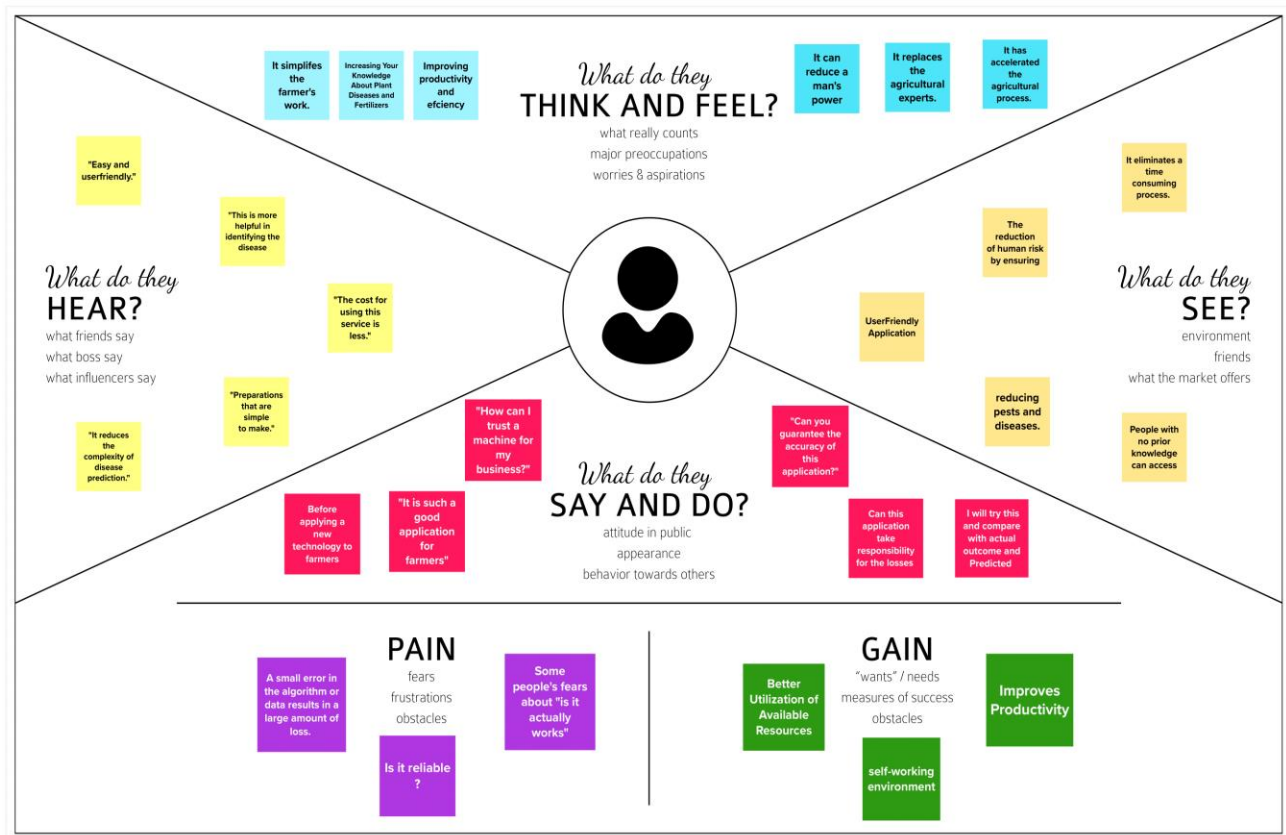 It simplifes
the
farmer's
work.
Increasing Your
Knowledge
About Plant
Diseases and
Fertilizers
Improving
productivity
and
efciency
What do they
THINK AND FEEL?
what really counts
major preoccupations
worries & aspirations
It can
reduce a
man's
power
It replaces
the
agricultural
experts.
It has
accelerated
the
agricultural
process.
"Easy and
userfriendly."
"This is more
helpful in
identifying the
disease
What do they
HEAR?
what friends say
what boss say
what influencers say
"The cost for
using this
service is
less."
"Preparations
that are
simple
to make."
"It reduces
the
complexity of
disease
prediction."
It eliminates a
time
consuming
process.
The
reduction
of human risk
by ensuring
What do they
SEE?
environment
friends
what the market offers
UserFriendly
Application
reducing
pests and
diseases.
People with
no prior
knowledge
can access
"How can I
trust a
machine for
my
business?"
"Can you
guarantee the
accuracy of
this
application?"
What do they
SAY AND DO?
attitude in public
appearance
behavior towards others
Before
applying a
new
technology to
farmers
"It is such a
good
application
for
farmers"
Can this
application
take
responsibility
for the losses
I will try this
and compare
with actual
outcome and
Predicted
PAIN
fears
frustrations
obstacles
A small error in
the algorithm or
data results in a
large amount of
loss.
Is it reliable
?
Some
people's fears
about "is it
actually
works"
GAIN
"wants" / needs
measures of success
obstacles
Better
Utilization of
Available
Resources
self-working
environment
Improves
Productivity